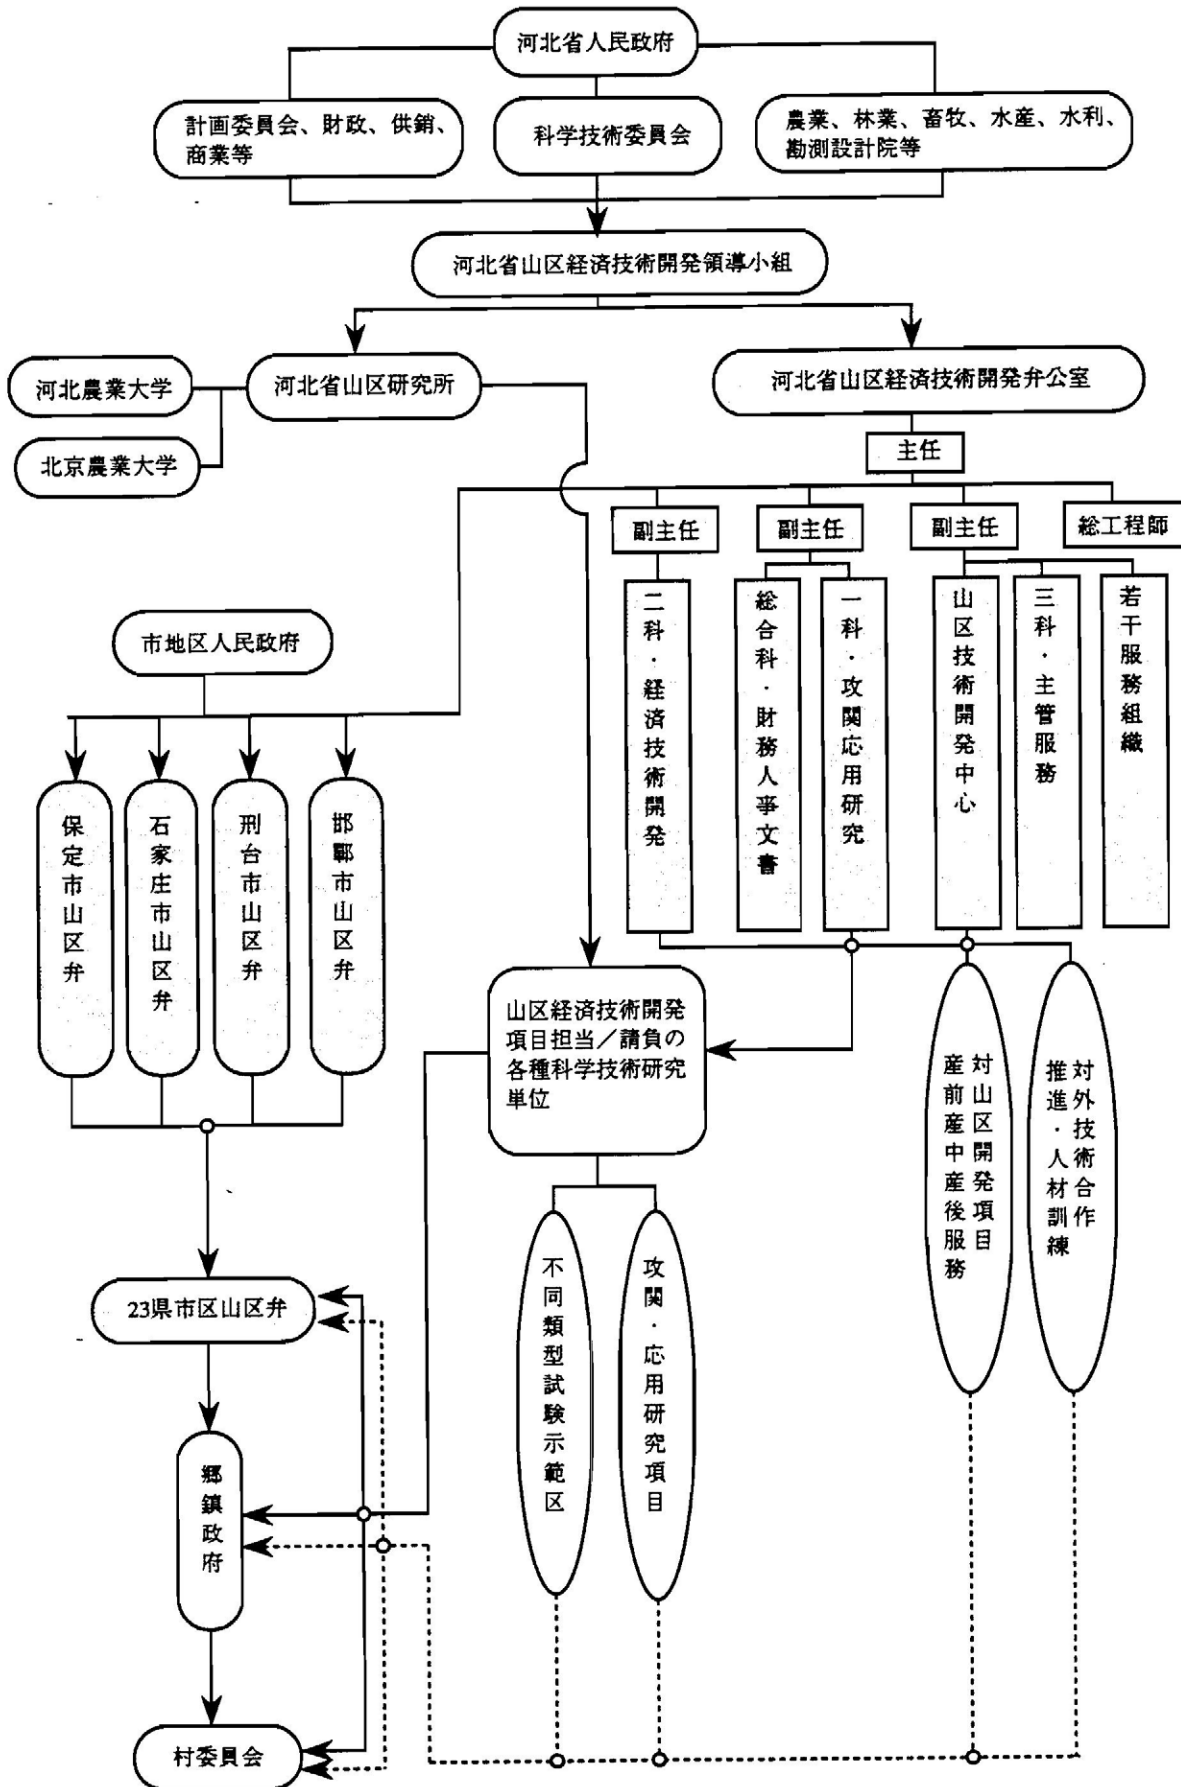 河北省人民政府
計画委員会、財政、供銷、
商業等
科学技術委員会
農業、林業、畜牧、水産、水利、
勘測設計院等
河北省山区経済技術開発領導小組
河北農業大学
河北省山区研究所
河北省山区経済技術開発弁公室
北京農業大学
主任
副主任
副主任
副主任
総工程師
二科・経済技術開発
総合科・財務人事文書
一科・攻関応用研究
山区技術開発中心
三科・主管服務
若干服務組織
市地区人民政府
保定市山区弁
石家庄市山区弁
刑台市山区弁
邯鄲市山区弁
山区経済技術開発
項目担当／請負の
各種科学技術研究
単位
対山区開発項目
産前産中産後服務
対外技術合作
推進・人材訓練
不同類型試験示範区
攻関・応用研究項目
23県市区山区弁
郷鎮政府
村委員会